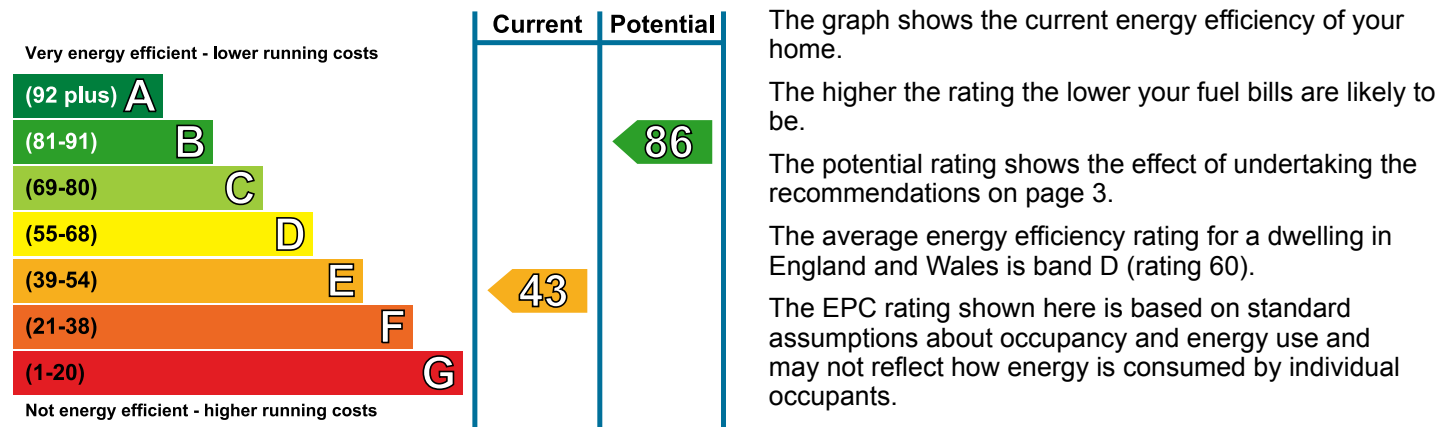 Current Potential
Very energy efficient - lower running costs
(92 plus) A
(81-91) B
86
(69-80) C
(55-68) D
(39-54) E
43
(21-38) F
(1-20) G
Not energy efficient - higher running costs
The graph shows the current energy efficiency of your
home.
The higher the rating the lower your fuel bills are likely to
be.
The potential rating shows the effect of undertaking the
recommendations on page 3.
The average energy efficiency rating for a dwelling in
England and Wales is band D (rating 60).
The EPC rating shown here is based on standard
assumptions about occupancy and energy use and
may not reflect how energy is consumed by individual
occupants.